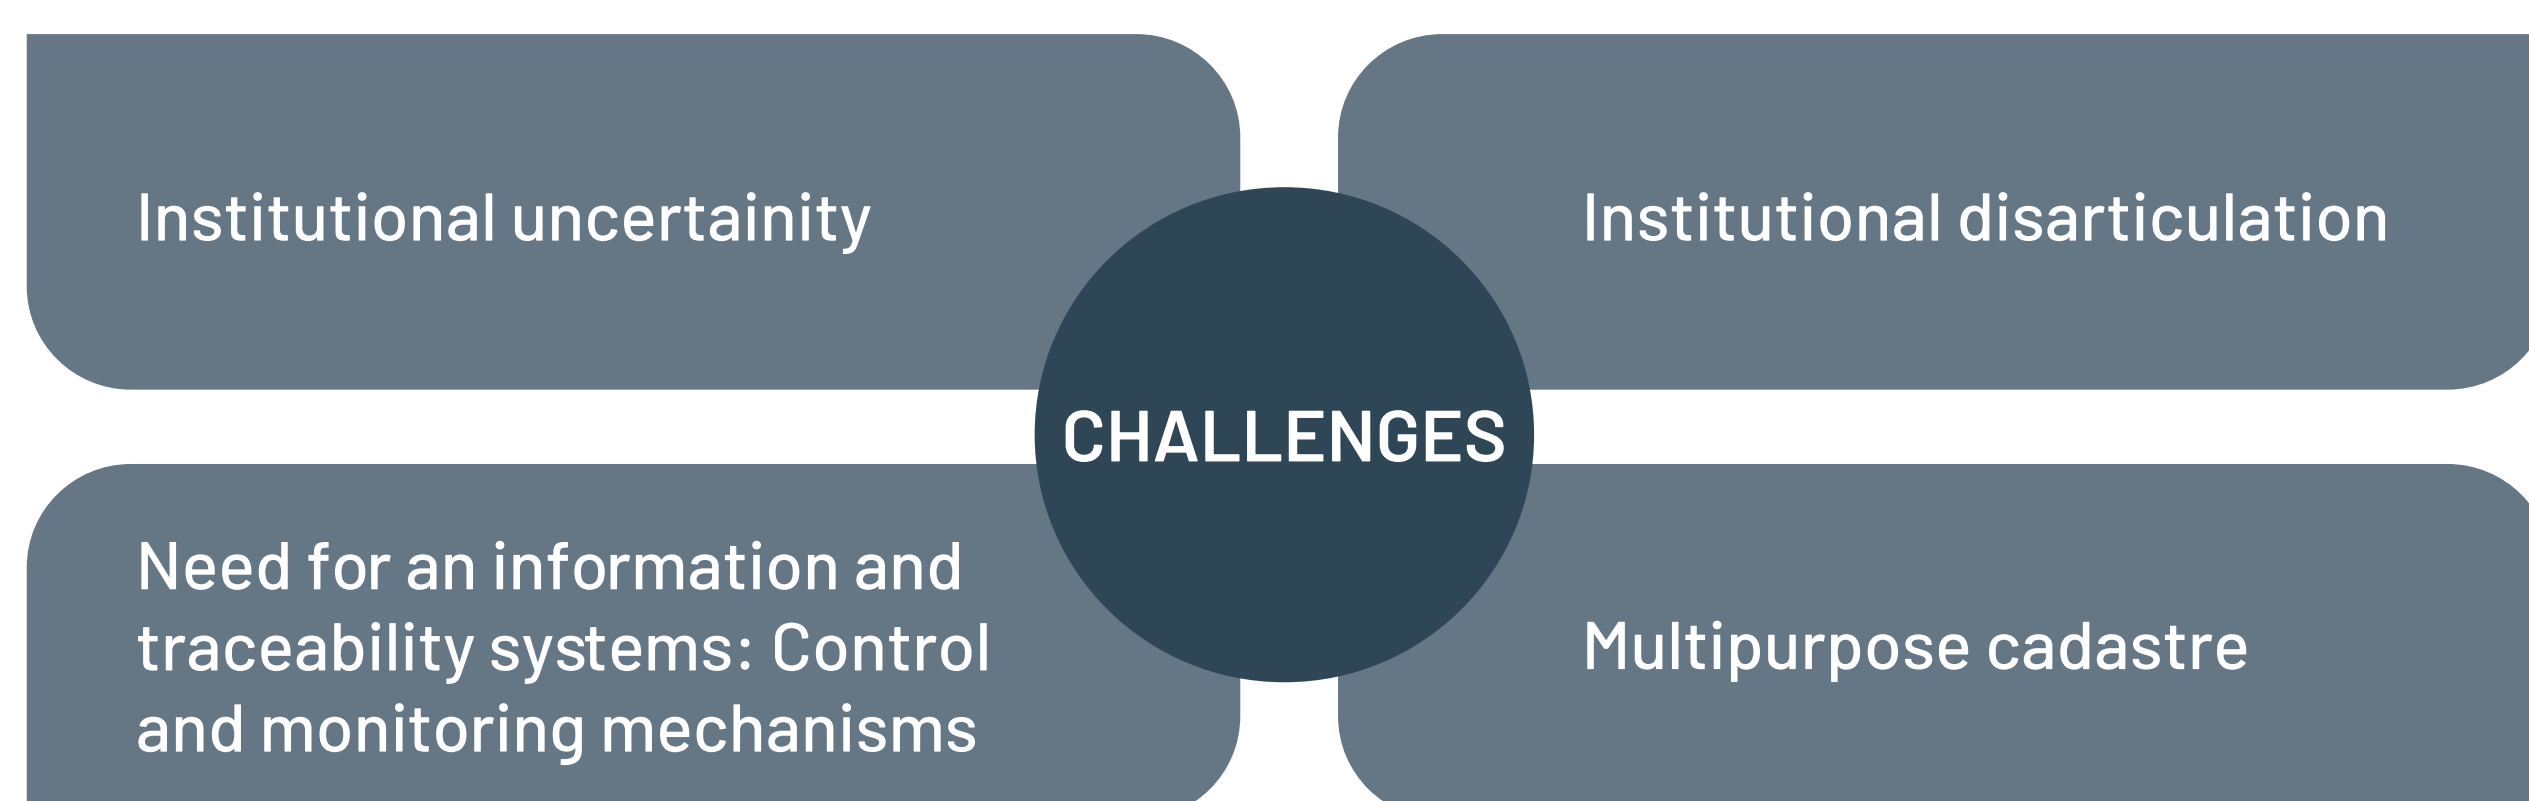 Institutional uncertainity
Institutional disarticulation
CHALLENGES
Need for an information and
traceability systems: Control
and monitoring mechanisms
Multipurpose cadastre